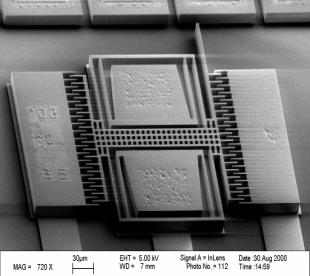 MAG = 720 X
30µm
EHT = 5.00 kV
WD = 7 mm
Signal A = InLens
Photo No. = 112
Date :30 Aug 2000
Time :14:59